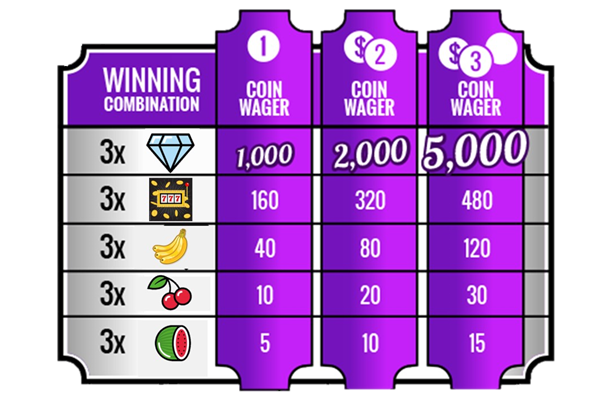 1 $ 2 $ 3
WINNING
COMBINATION
COIN
WAGER
COIN
WAGER
COIN
WAGER
3x 1,000 2,000 5,000
3x 777 160 320 480
3x 40 80 120
3x 10 20 30
3x 5 10 15